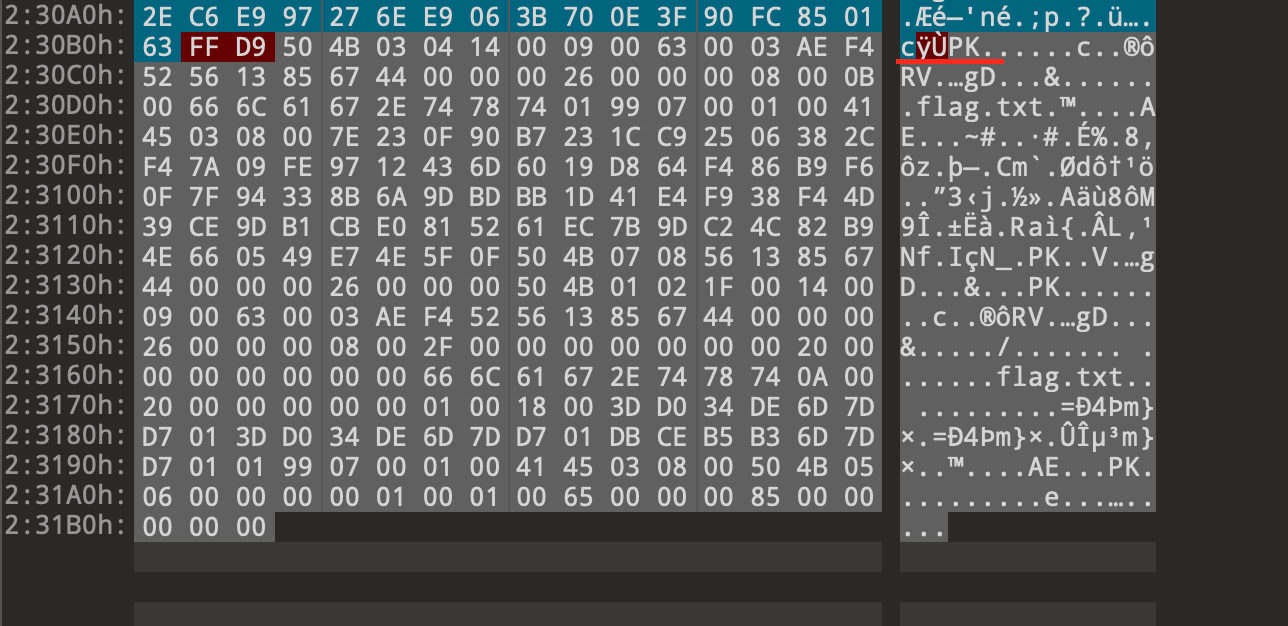 2:30A0h: 2E C6 E9 97 27 6E E9 06 3B 70 0E 3F 90 FC 85 01 .Æé—'né.;p.?.ü….
2:30B0h: 63 FF D9 50 4B 03 04 14 00 09 00 63 00 03 AE F4 cÿÙPK......c..®ô
2:30C0h: 52 56 13 85 67 44 00 00 00 26 00 00 00 08 00 0B RV.…gD...&......
2:30D0h: 00 66 6C 61 67 2E 74 78 74 01 99 07 00 01 00 41 .flag.txt.™....A
2:30E0h: 45 03 08 00 7E 23 0F 90 B7 23 1C C9 25 06 38 2C E...~#..·#.É%.8,
2:30F0h: F4 7A 09 FE 97 12 43 6D 60 19 D8 64 F4 86 B9 F6 ôz.þ—.Cm`.Ødô†¹ö
2:3100h: 0F 7F 94 33 8B 6A 9D BD BB 1D 41 E4 F9 38 F4 4D ..”3‹j.½».Aäù8ôM
2:3110h: 39 CE 9D B1 CB E0 81 52 61 EC 7B 9D C2 4C 82 B9 9Î.±Ëà.Raì{.ÂL‚¹
2:3120h: 4E 66 05 49 E7 4E 5F 0F 50 4B 07 08 56 13 85 67 Nf.IçN_.PK..V.…g
2:3130h: 44 00 00 00 26 00 00 00 50 4B 01 02 1F 00 14 00 D...&...PK......
2:3140h: 09 00 63 00 03 AE F4 52 56 13 85 67 44 00 00 00 ..c..®ôRV.…gD...
2:3150h: 26 00 00 00 08 00 2F 00 00 00 00 00 00 00 20 00 &...../....... .
2:3160h: 00 00 00 00 00 00 66 6C 61 67 2E 74 78 74 0A 00 ......flag.txt..
2:3170h: 20 00 00 00 00 00 01 00 18 00 3D D0 34 DE 6D 7D .........=Ð4Þm}
2:3180h: D7 01 3D D0 34 DE 6D 7D D7 01 DB CE B5 B3 6D 7D ×.=Ð4Þm}×.ÛÎµ³m}
2:3190h: D7 01 01 99 07 00 01 00 41 45 03 08 00 50 4B 05 ×..™....AE...PK.
2:31A0h: 06 00 00 00 00 01 00 01 00 65 00 00 00 85 00 00 .........e...…..
2:31B0h: 00 00 00 ...